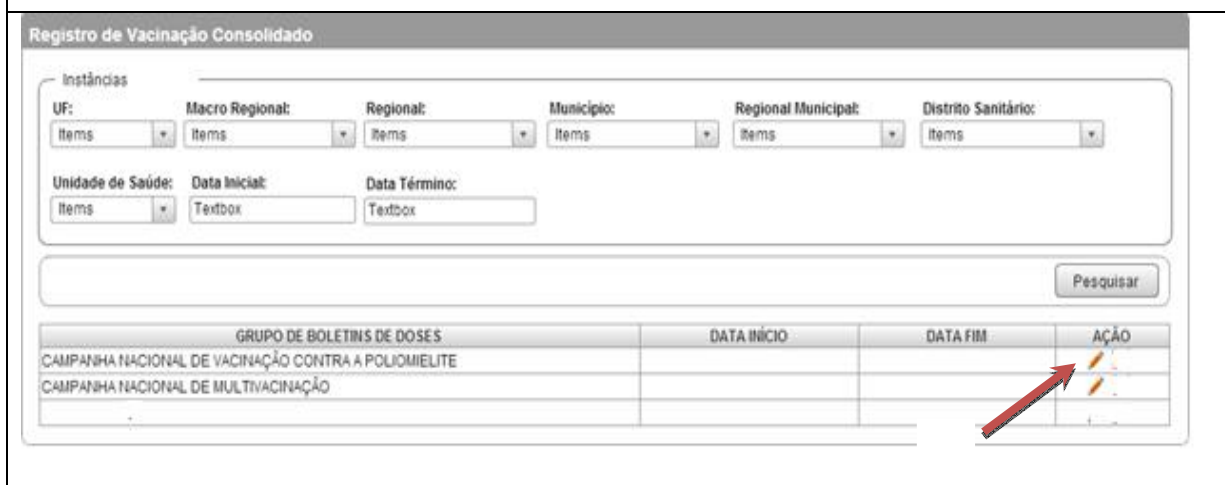 Registro de Vacinação Consolidado
Instâncias
UF: Macro Regional: Regional: Município: Regional Municipal: Distrito Sanitário:
Items Items Items Items Items Items
Unidade de Saúde: Data Inicial: Data Término:
Items Textbox Textbox
Pesquisar
GRUPO DE BOLETINS DE DOSES DATA INÍCIO DATA FIM AÇÃO
CAMPANHA NACIONAL DE VACINAÇÃO CONTRA A POLIOMIELITE
CAMPANHA NACIONAL DE MULTIVACINAÇÃO